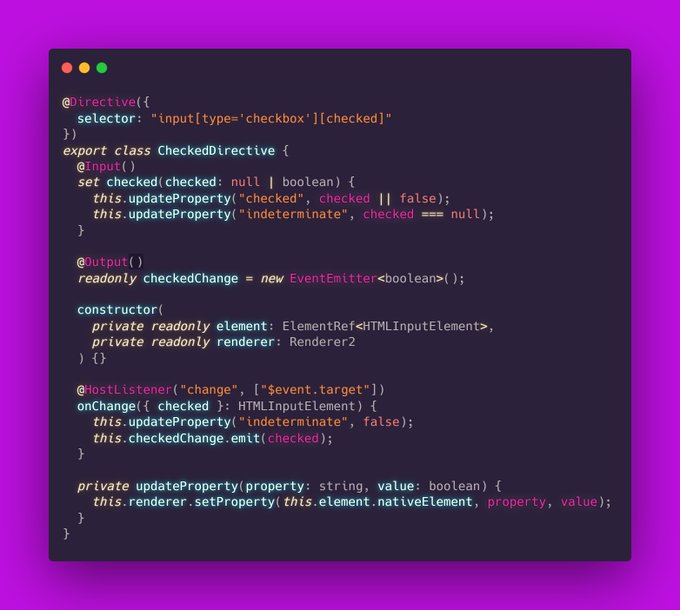 @Directive({
  selector: "input[type='checkbox'][checked]"
})
export class CheckedDirective {
  @Input()
  set checked(checked: null | boolean) {
    this.updateProperty("checked", checked || false);
    this.updateProperty("indeterminate", checked === null);
  }

  @Output()
  readonly checkedChange = new EventEmitter<boolean>();

  constructor(
    private readonly element: ElementRef<HTMLInputElement>,
    private readonly renderer: Renderer2
  ) {}

  @HostListener("change", ["$event.target"])
  onChange({ checked }: HTMLInputElement) {
    this.updateProperty("indeterminate", false);
    this.checkedChange.emit(checked);
  }

  private updateProperty(property: string, value: boolean) {
    this.renderer.setProperty(this.element.nativeElement, property, value);
  }
}